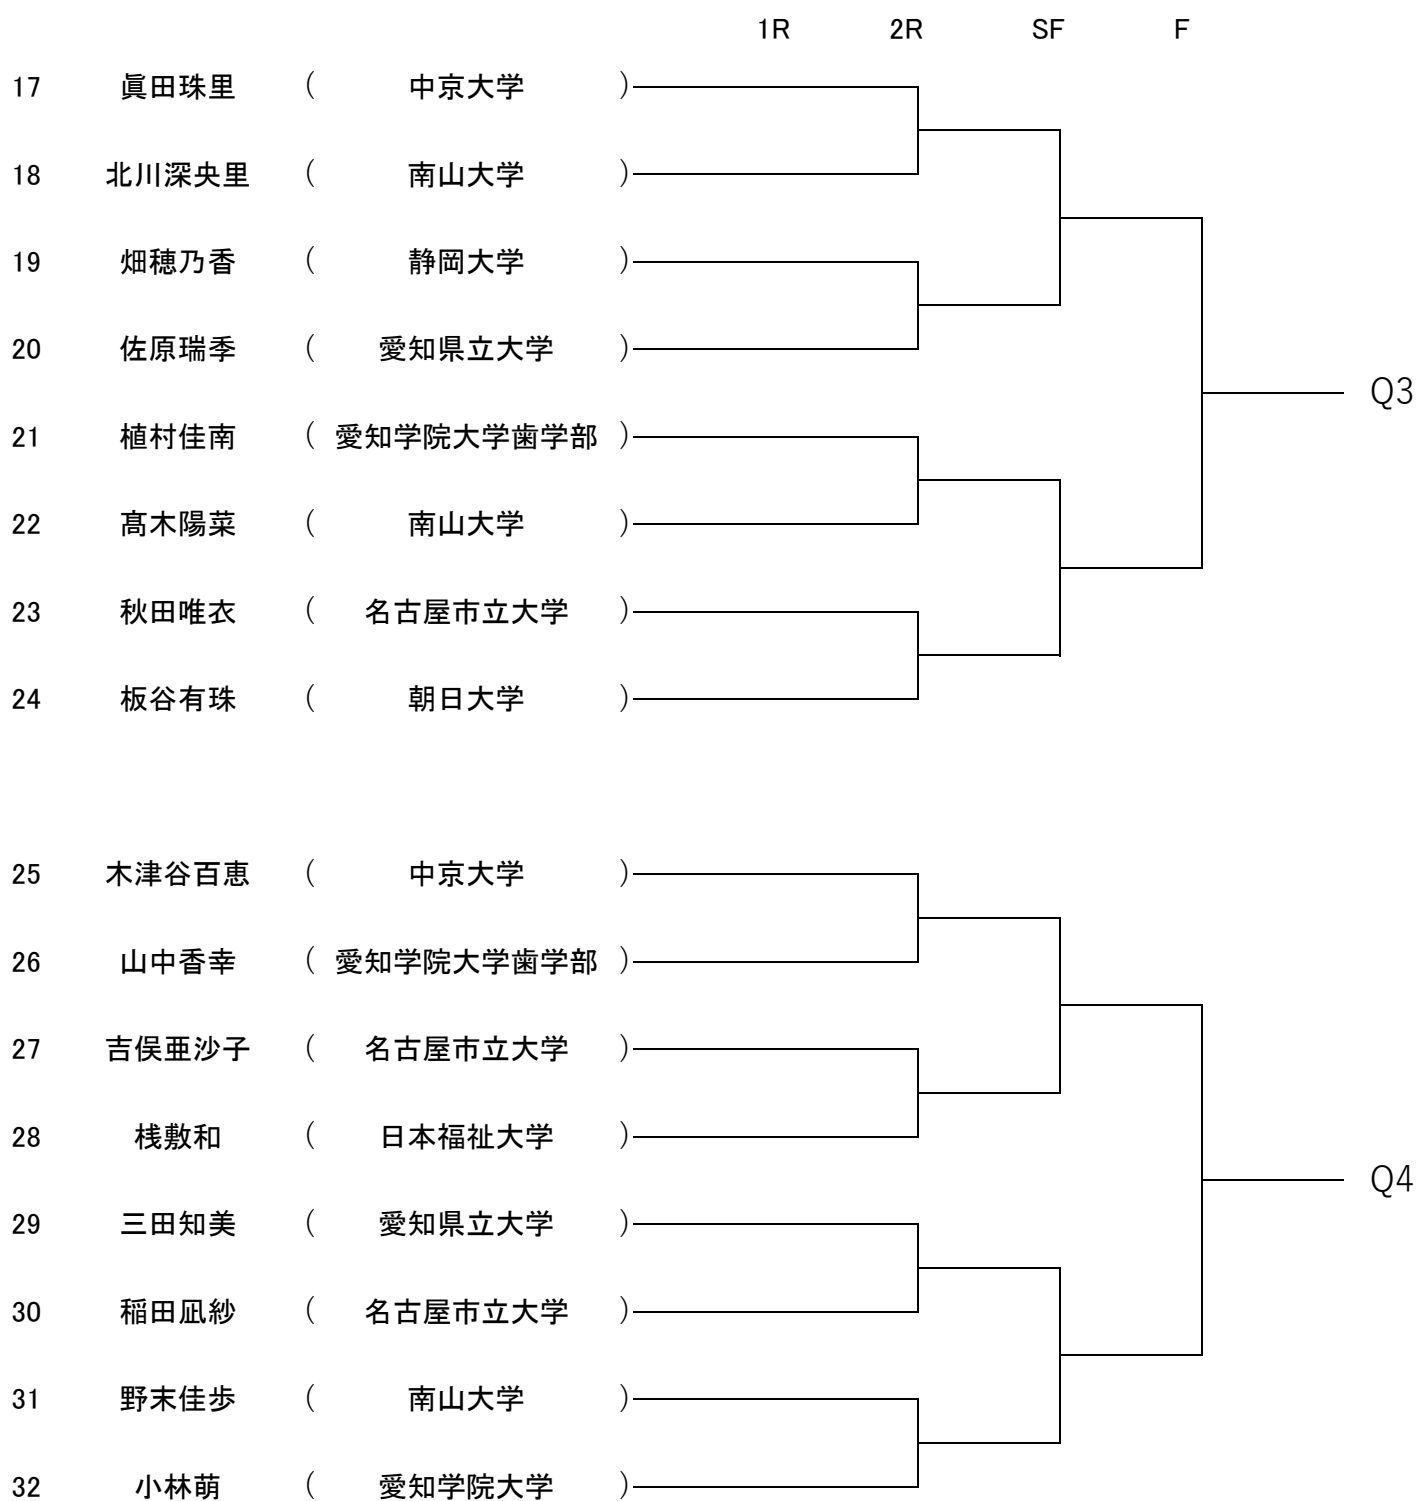 1R 2R SF F
17 眞田珠里 ( 中京大学 )
18 北川深央里 ( 南山大学 )
19 畑穂乃香 ( 静岡大学 )
20 佐原瑞季 ( 愛知県立大学 )
Q3
21 植村佳南 ( 愛知学院大学歯学部 )
22 髙木陽菜 ( 南山大学 )
23 秋田唯衣 ( 名古屋市立大学 )
24 板谷有珠 ( 朝日大学 )
25 木津谷百恵 ( 中京大学 )
26 山中香幸 ( 愛知学院大学歯学部 )
27 吉俣亜沙子 ( 名古屋市立大学 )
28 桟敷和 ( 日本福祉大学 )
Q4
29 三田知美 ( 愛知県立大学 )
30 稲田凪紗 ( 名古屋市立大学 )
31 野末佳歩 ( 南山大学 )
32 小林萌 ( 愛知学院大学 )